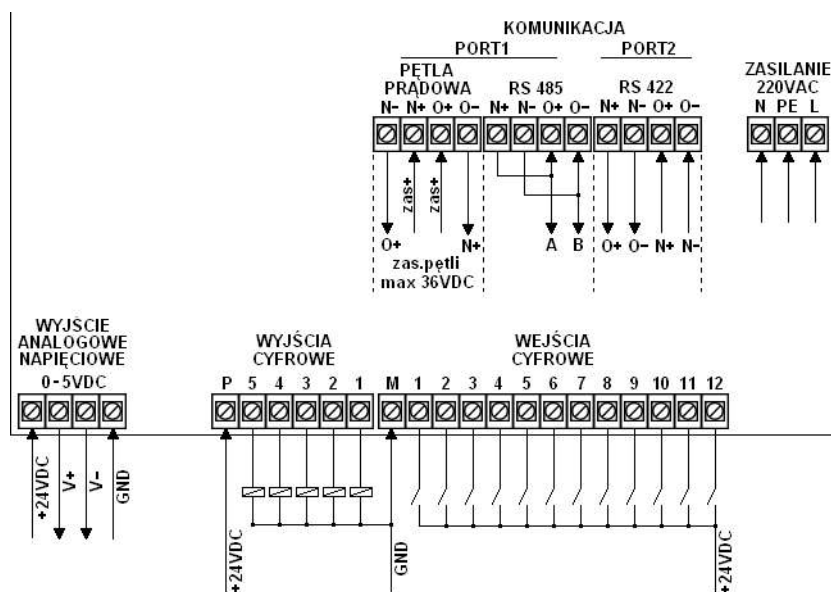 KOMUNIKACJA
PORT1 PORT2
PĘTLA PRĄDOWA RS 485 RS 422
N- N+ O+ O- N+ N- O+ O- N+ N- O+ O-
zas+ zas+
O+ N+ A B O+ O- N+ N-
zas.pętli
max 36VDC
ZASILANIE
220VAC
N PE L
WYJŚCIE
ANALOGOWE
NAPIĘCIOWE
0-5VDC
+24VDC V+ V- GND
WYJŚCIA
CYFROWE
P 5 4 3 2 1
+24VDC
WEJŚCIA
CYFROWE
M 1 2 3 4 5 6 7 8 9 10 11 12
GND +24VDC